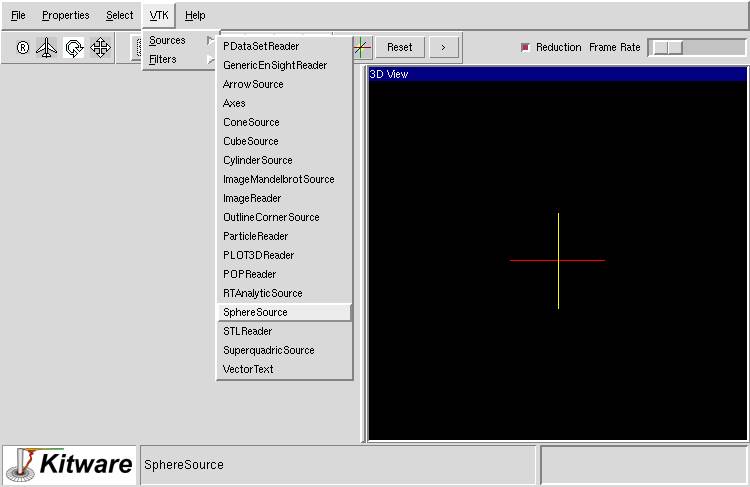 File Properties Select VTK Help
Sources
Filters
PDataSetReader
GenericEnSightReader
ArrowSource
Axes
ConeSource
CubeSource
CylinderSource
ImageMandelbrotSource
ImageReader
OutlineCornerSource
ParticleReader
PLOT3DReader
POPReader
RTAnalyticSource
SphereSource
STLReader
SuperquadricSource
VectorText
R
Reset >
Reduction Frame Rate
3D View
Kitware
SphereSource